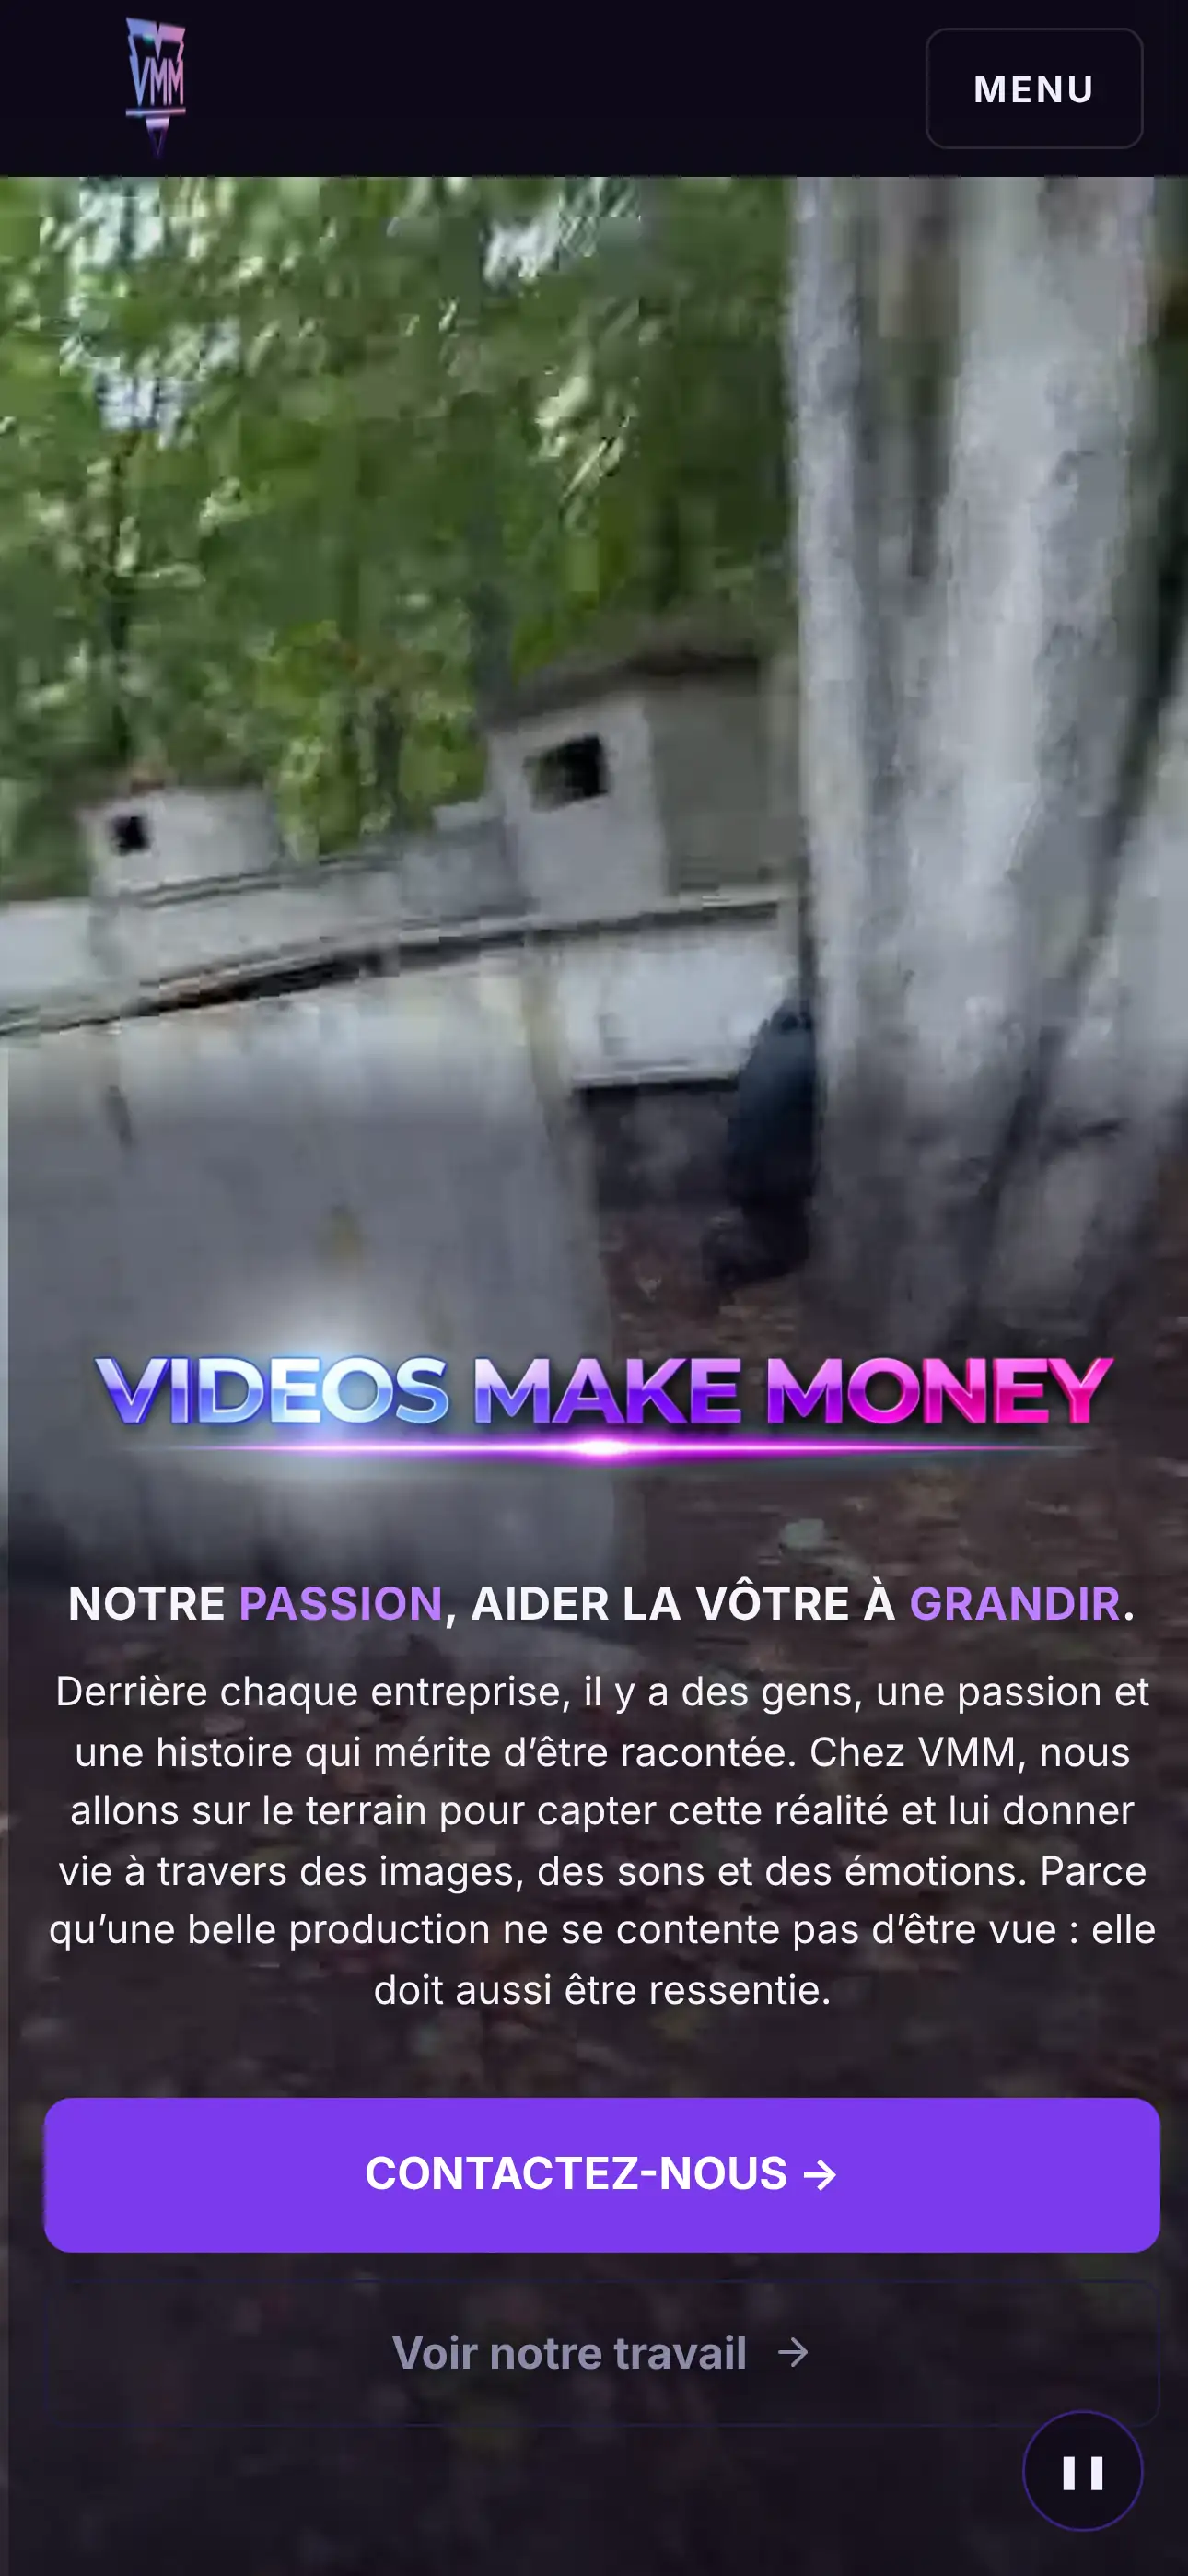 VMM
MENU
VIDEOS MAKE MONEY
NOTRE PASSION, AIDER LA VÔTRE À GRANDIR.
Derrière chaque entreprise, il y a des gens, une passion et
une histoire qui mérite d’être racontée. Chez VMM, nous
allons sur le terrain pour capter cette réalité et lui donner
vie à travers des images, des sons et des émotions. Parce
qu’une belle production ne se contente pas d’être vue : elle
doit aussi être ressentie.
CONTACTEZ-NOUS →
Voir notre travail →